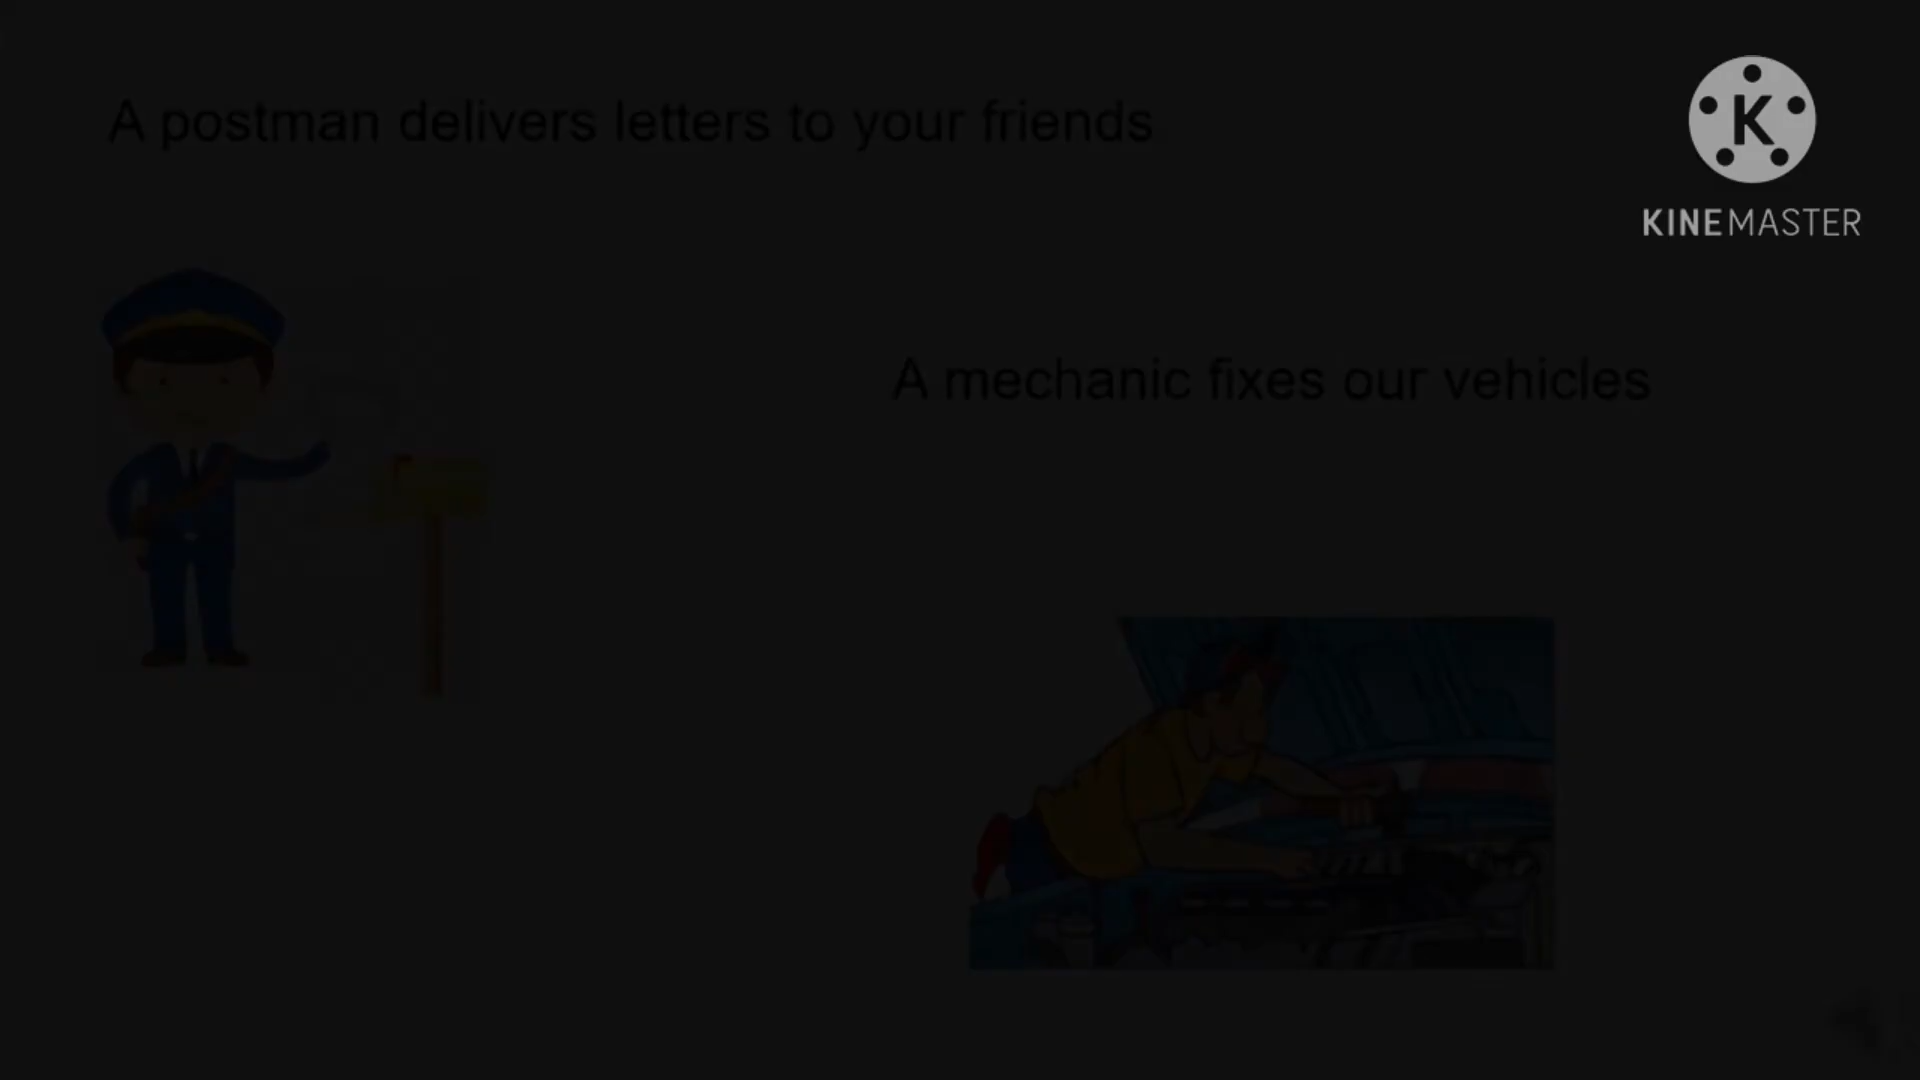 A postman delivers letters to your friends
K
KINEMASTER
A mechanic fixes our vehicles